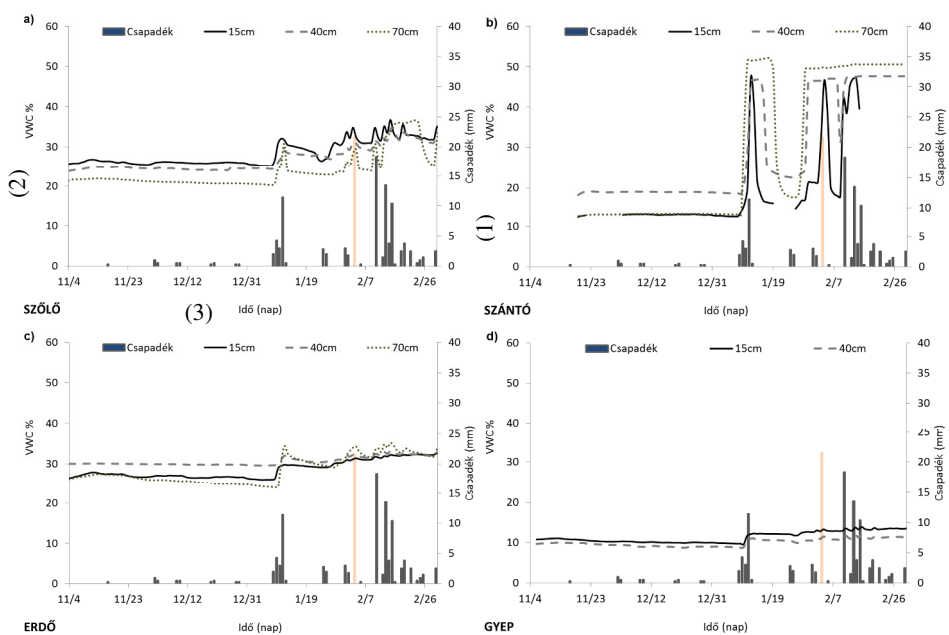 a)
Csapadék 15cm 40cm 70cm
60 50 40 30 20 10 0
VWC %
(2)
40 35 30 25 20 15 10 5 0
Csapadék (mm)
11/4 11/23 12/12 12/31 1/19 2/7 2/26
Idő (nap)
SZŐLŐ
(3)
b)
Csapadék 15cm 40cm 70cm
60 50 40 30 20 10 0
VWC %
(1)
40 35 30 25 20 15 10 5 0
Csapadék (mm)
11/4 11/23 12/12 12/31 1/19 2/7 2/26
Idő (nap)
SZÁNTÓ
c)
Csapadék 15cm 40cm 70cm
60 50 40 30 20 10 0
VWC %
40 35 30 25 20 15 10 5 0
Csapadék (mm)
11/4 11/23 12/12 12/31 1/19 2/7 2/26
Idő (nap)
ERDŐ
d)
Csapadék 15cm 40cm
60 50 40 30 20 10 0
VWC %
40 35 30 25 20 15 10 5 0
Csapadék (mm)
11/4 11/23 12/12 12/31 1/19 2/7 2/26
Idő (nap)
GYEP